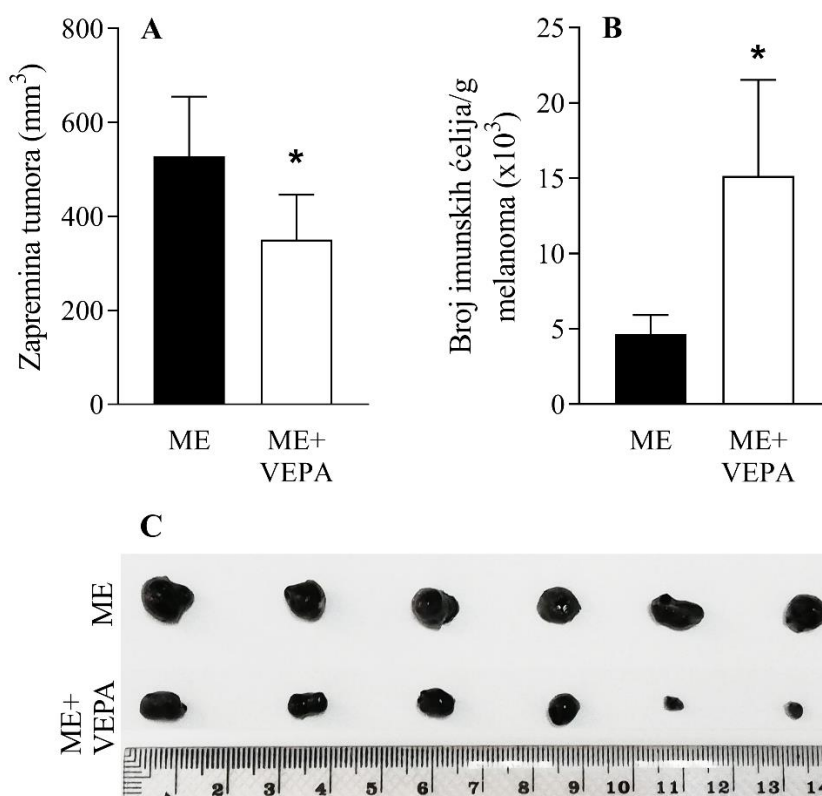 A
Zapremina tumora (mm³)
800
600
400
200
0
*
ME
ME+
VEPA
B
Broj imunskih ćelija/g
melanoma (x10³)
25
20
15
10
5
0
*
ME
ME+
VEPA
C
ME
ME+
VEPA
1 2 3 4 5 6 7 8 9 10 11 12 13 14